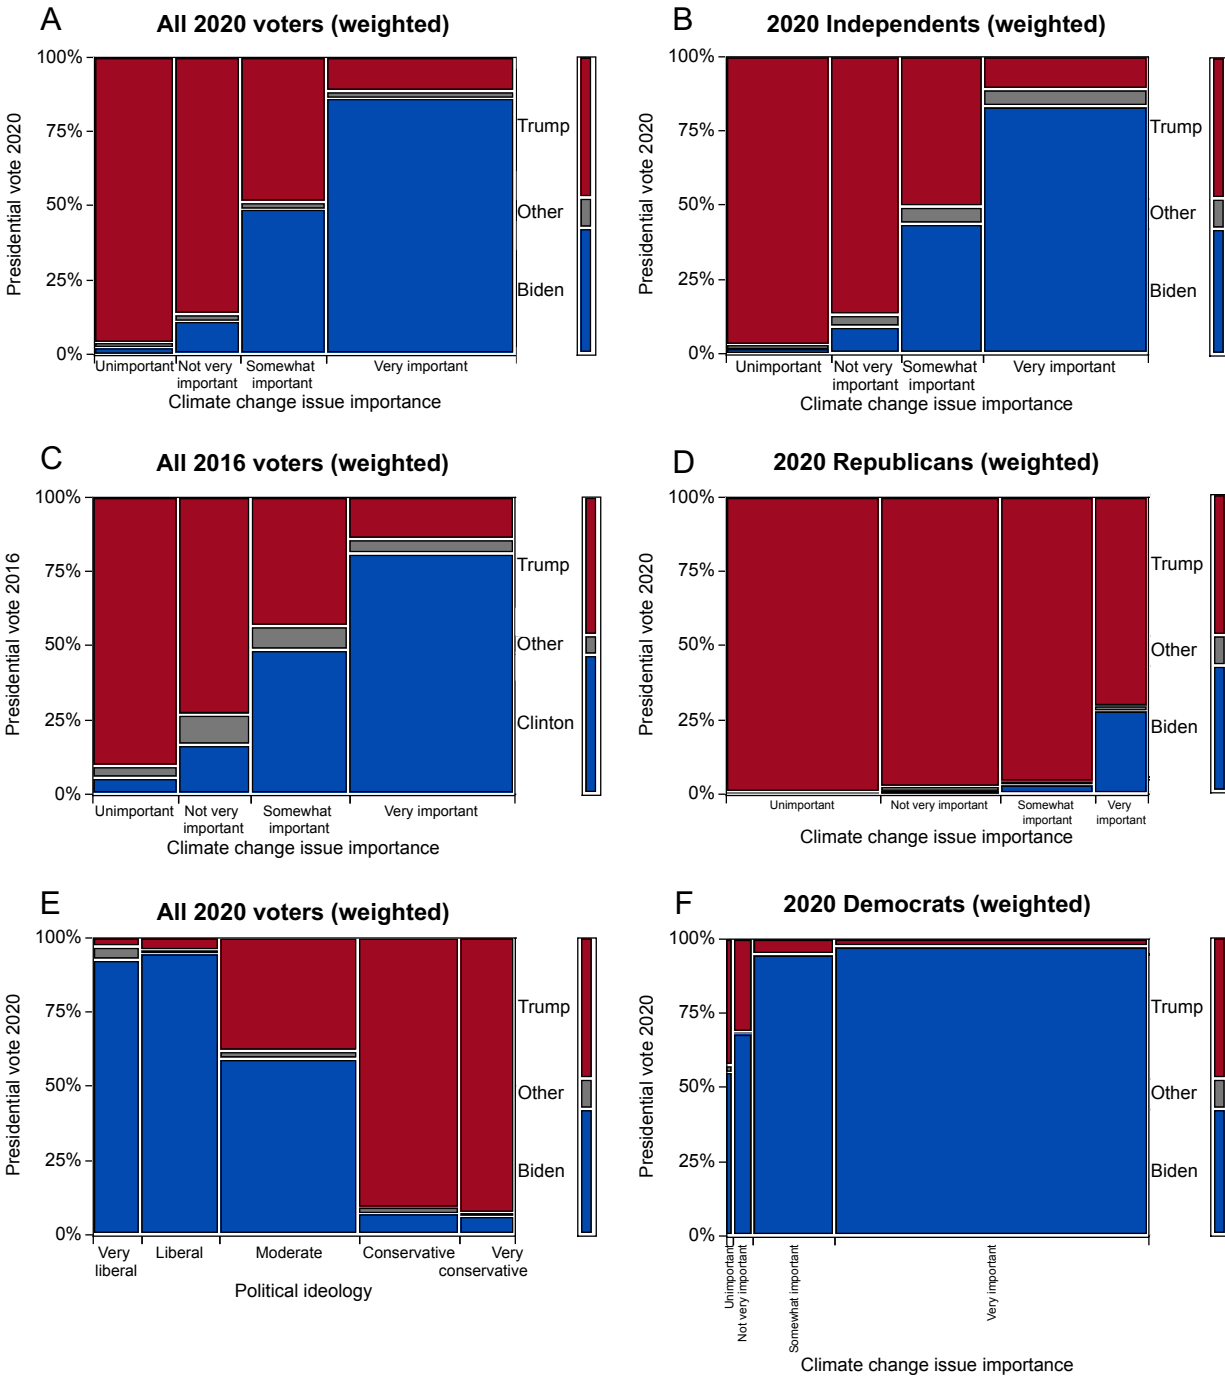 A
All 2020 voters (weighted)
Presidential vote 2020
100%
75%
50%
25%
0%
Trump
Other
Biden
Unimportant Not very important Somewhat important Very important
Climate change issue importance
B
2020 Independents (weighted)
Presidential vote 2020
100%
75%
50%
25%
0%
Trump
Other
Biden
Unimportant Not very important Somewhat important Very important
Climate change issue importance
C
All 2016 voters (weighted)
Presidential vote 2016
100%
75%
50%
25%
0%
Trump
Other
Clinton
Unimportant Not very important Somewhat important Very important
Climate change issue importance
D
2020 Republicans (weighted)
Presidential vote 2020
100%
75%
50%
25%
0%
Trump
Other
Biden
Unimportant Not very important Somewhat important Very important
Climate change issue importance
E
All 2020 voters (weighted)
Presidential vote 2020
100%
75%
50%
25%
0%
Trump
Other
Biden
Very liberal Liberal Moderate Conservative Very conservative
Political ideology
F
2020 Democrats (weighted)
Presidential vote 2020
100%
75%
50%
25%
0%
Trump
Other
Biden
Unimportant
Not very important
Somewhat important
Very important
Climate change issue importance